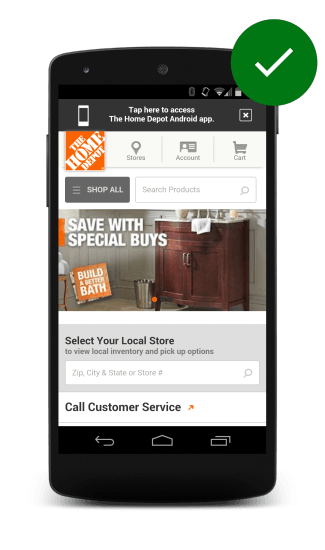 Tap here to access
The Home Depot Android app.
THE
HOME
DEPOT
Stores
Account
Cart
SHOP ALL
Search Products
SAVE WITH
SPECIAL BUYS
BUILD
A BETTER
BATH
Select Your Local Store
to view local inventory and pick up options
Zip, City & State or Store #
Call Customer Service